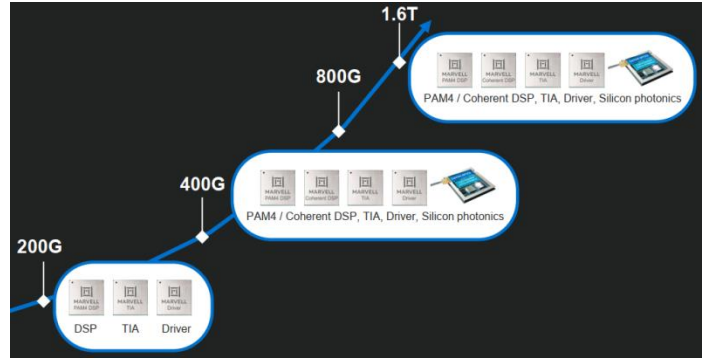 1.6T
MARVELL MARVELL MARVELL MARVELL
PAM4 DSP Coherent DSP TIA Driver
PAM4 / Coherent DSP, TIA, Driver, Silicon photonics
800G
400G
MARVELL MARVELL MARVELL MARVELL
PAM4 DSP Coherent DSP TIA Driver
PAM4 / Coherent DSP, TIA, Driver, Silicon photonics
200G
MARVELL MARVELL MARVELL
PAM4 DSP TIA Driver
DSP TIA Driver